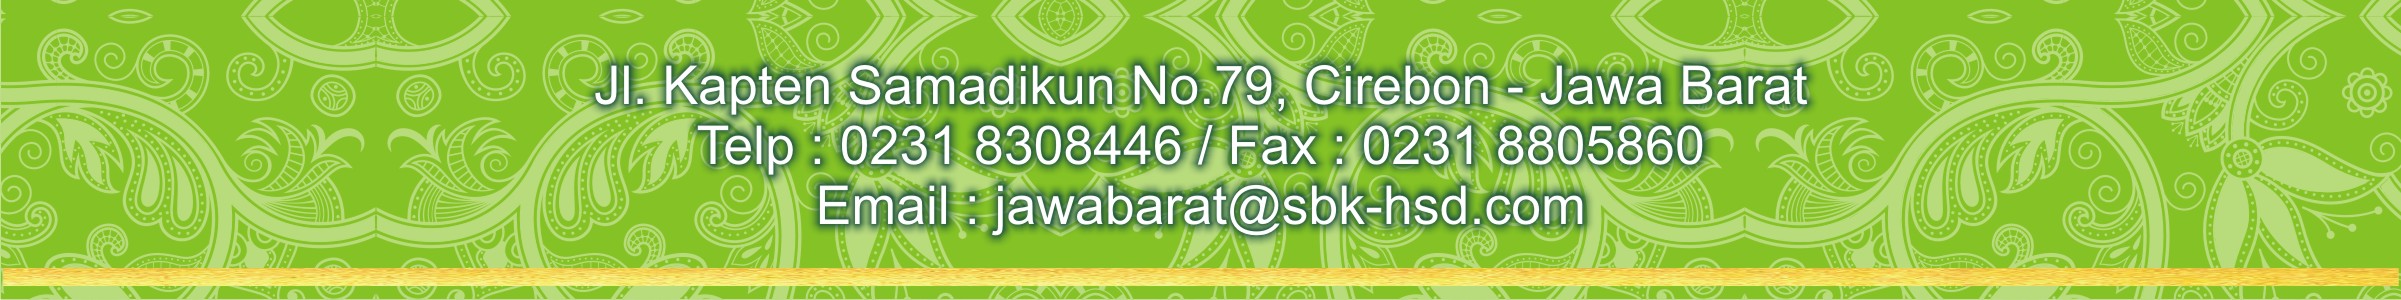 Jl. Kapten Samadikun No.79, Cirebon - Jawa Barat
Telp : 0231 8308446 / Fax : 0231 8805860
Email : jawabarat@sbk-hsd.com